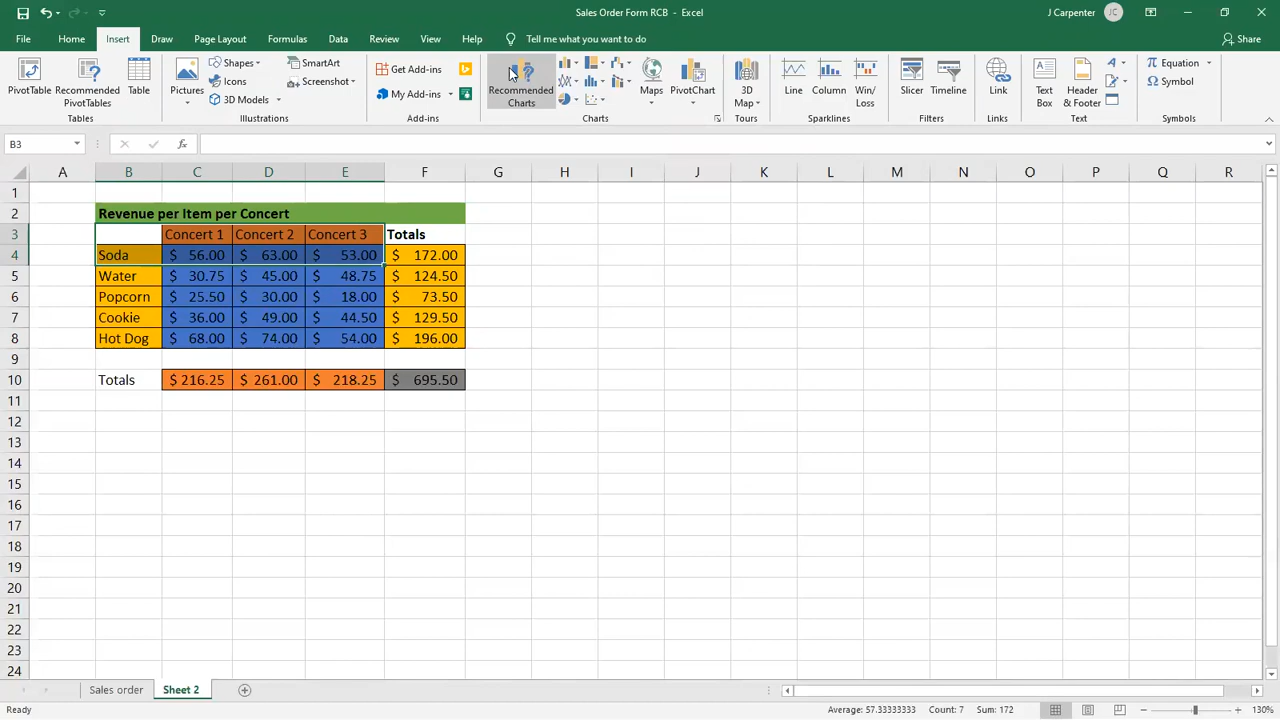 Sales Order Form RCB - Excel
J Carpenter JC
File Home Insert Draw Page Layout Formulas Data Review View Help Tell me what you want to do Share
PivotTable Recommended PivotTables Table
Tables
Pictures Shapes Icons 3D Models SmartArt Screenshot
Illustrations
Get Add-ins My Add-ins
Add-ins
Recommended Charts Maps PivotChart
Charts
3D Map
Tours
Line Column Win/Loss
Sparklines
Slicer Timeline
Filters
Link
Links
Text Box Header & Footer
Text
Equation Symbol
Symbols
B3 fx
A B C D E F G H I J K L M N O P Q R
1
2 Revenue per Item per Concert
3 Concert 1 Concert 2 Concert 3 Totals
4 Soda $ 56.00 $ 63.00 $ 53.00 $ 172.00
5 Water $ 30.75 $ 45.00 $ 48.75 $ 124.50
6 Popcorn $ 25.50 $ 30.00 $ 18.00 $ 73.50
7 Cookie $ 36.00 $ 49.00 $ 44.50 $ 129.50
8 Hot Dog $ 68.00 $ 74.00 $ 54.00 $ 196.00
9
10 Totals $ 216.25 $ 261.00 $ 218.25 $ 695.50
11
12
13
14
15
16
17
18
19
20
21
22
23
24
Sales order Sheet 2
Ready Average: 57.33333333 Count: 7 Sum: 172 130%